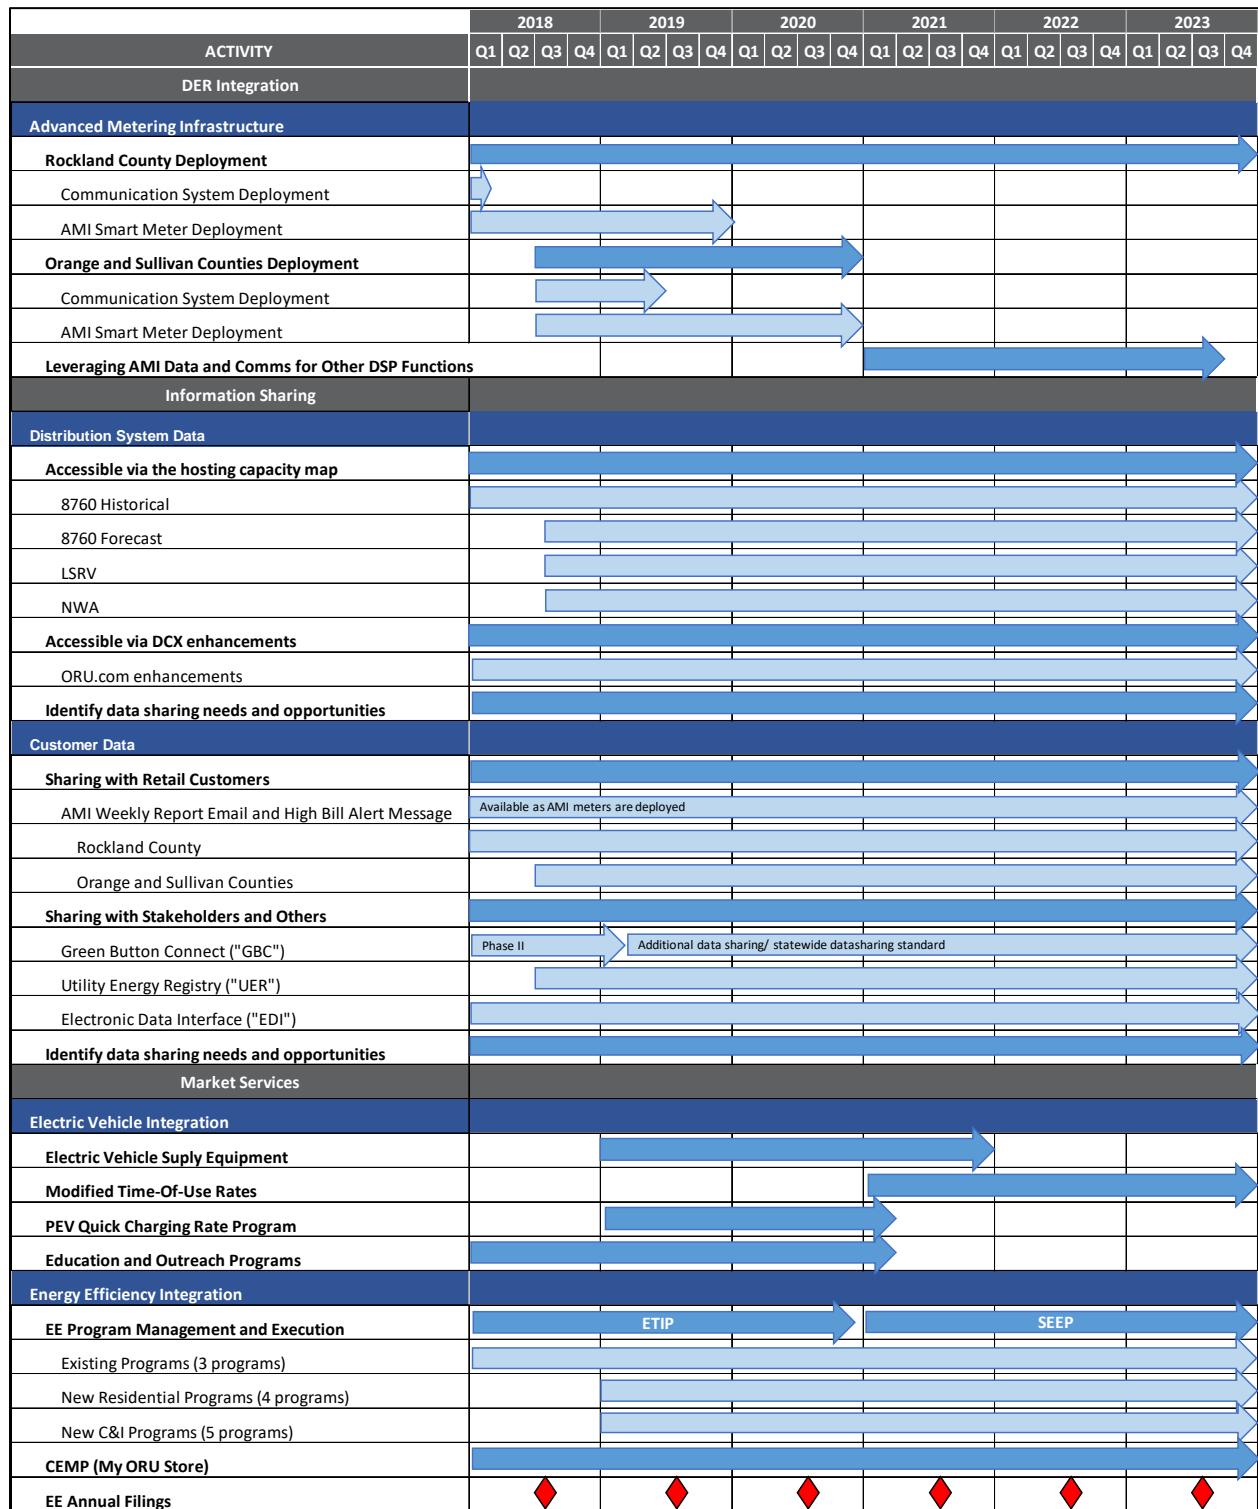 2018 2019 2020 2021 2022 2023
ACTIVITY Q1 Q2 Q3 Q4 Q1 Q2 Q3 Q4 Q1 Q2 Q3 Q4 Q1 Q2 Q3 Q4 Q1 Q2 Q3 Q4 Q1 Q2 Q3 Q4
DER Integration
Advanced Metering Infrastructure
Rockland County Deployment
Communication System Deployment
AMI Smart Meter Deployment
Orange and Sullivan Counties Deployment
Communication System Deployment
AMI Smart Meter Deployment
Leveraging AMI Data and Comms for Other DSP Functions
Information Sharing
Distribution System Data
Accessible via the hosting capacity map
8760 Historical
8760 Forecast
LSRV
NWA
Accessible via DCX enhancements
ORU.com enhancements
Identify data sharing needs and opportunities
Customer Data
Sharing with Retail Customers
AMI Weekly Report Email and High Bill Alert Message Available as AMI meters are deployed
Rockland County
Orange and Sullivan Counties
Sharing with Stakeholders and Others
Green Button Connect ("GBC") Phase II Additional data sharing/ statewide datasharing standard
Utility Energy Registry ("UER")
Electronic Data Interface ("EDI")
Identify data sharing needs and opportunities
Market Services
Electric Vehicle Integration
Electric Vehicle Suply Equipment
Modified Time-Of-Use Rates
PEV Quick Charging Rate Program
Education and Outreach Programs
Energy Efficiency Integration
EE Program Management and Execution ETIP SEEP
Existing Programs (3 programs)
New Residential Programs (4 programs)
New C&I Programs (5 programs)
CEMP (My ORU Store)
EE Annual Filings